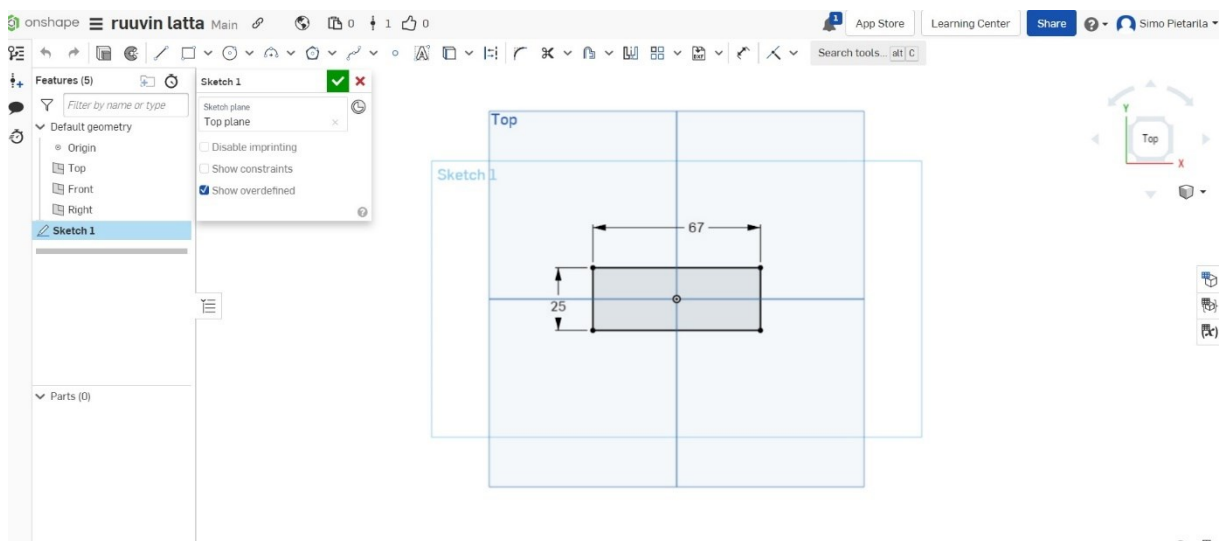 onshape ruuvin latta Main 0 1 0 1 App Store Learning Center Share Simo Pietarila
Search tools... alt C
Features (5)
Filter by name or type
Default geometry
Origin
Top
Front
Right
Sketch 1
Parts (0)
Sketch 1
Sketch plane
Top plane
Disable imprinting
Show constraints
Show overdefined
Top
Sketch 1
67
25
Y
Top
X